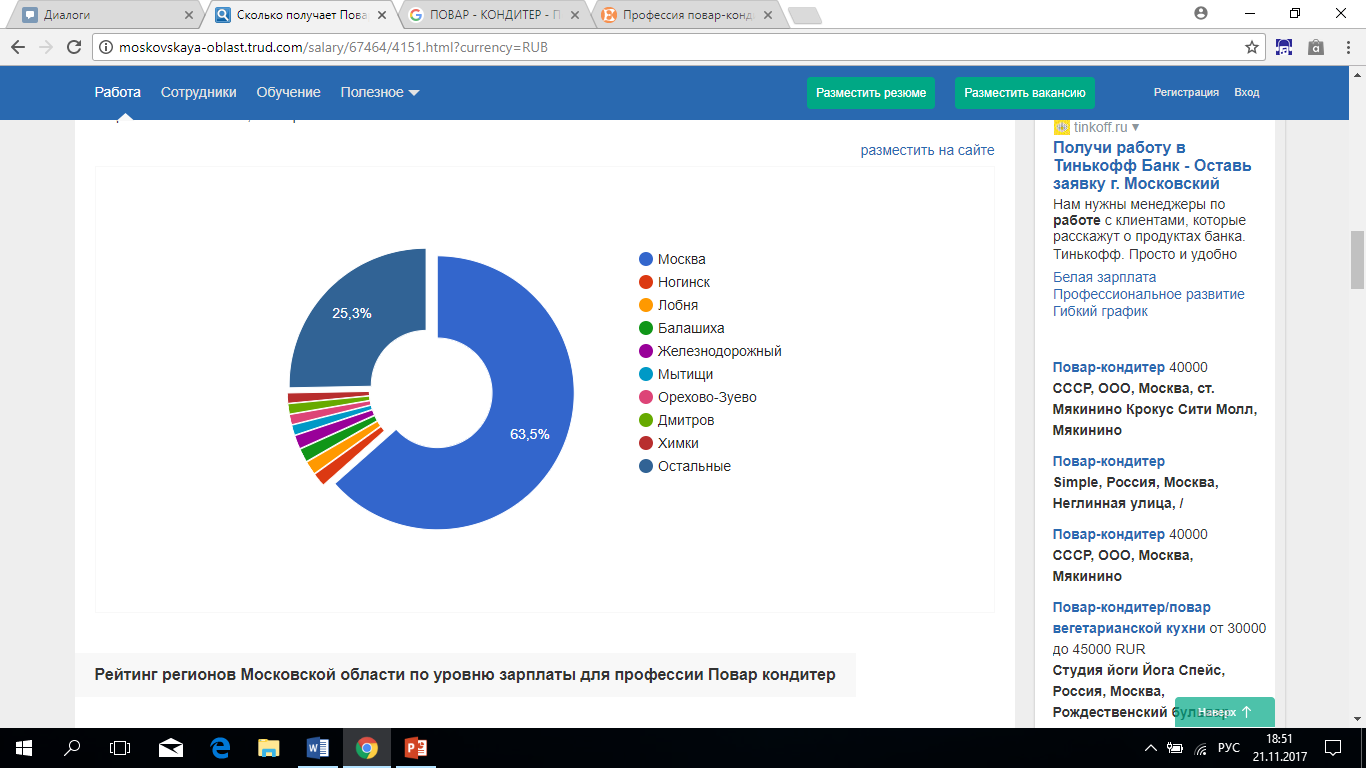 Диалоги
Сколько получает Пова
ПОВАР - КОНДИТЕР - П
Профессия повар-конд
moskovskaya-oblast.trud.com/salary/67464/4151.html?currency=RUB
Работа
Сотрудники
Обучение
Полезное
Разместить резюме
Разместить вакансию
Регистрация
Вход
разместить на сайте
25,3%
63,5%
Москва
Ногинск
Лобня
Балашиха
Железнодорожный
Мытищи
Орехово-Зуево
Дмитров
Химки
Остальные
Рейтинг регионов Московской области по уровню зарплаты для профессии Повар кондитер
tinkoff.ru
Получи работу в
Тинькофф Банк - Оставь
заявку г. Московский
Нам нужны менеджеры по
работе с клиентами, которые
расскажут о продуктах банка.
Тинькофф. Просто и удобно
Белая зарплата
Профессиональное развитие
Гибкий график
Повар-кондитер 40000
СССР, ООО, Москва, ст.
Мякинино Крокус Сити Молл,
Мякинино
Повар-кондитер
Simple, Россия, Москва,
Неглинная улица, /
Повар-кондитер 40000
СССР, ООО, Москва,
Мякинино
Повар-кондитер/повар
вегетарианской кухни от 30000
до 45000 RUR
Студия йоги Йога Спейс,
Россия, Москва,
Рождественский бульвар
Наверх ↑
РУС
18:51
21.11.2017